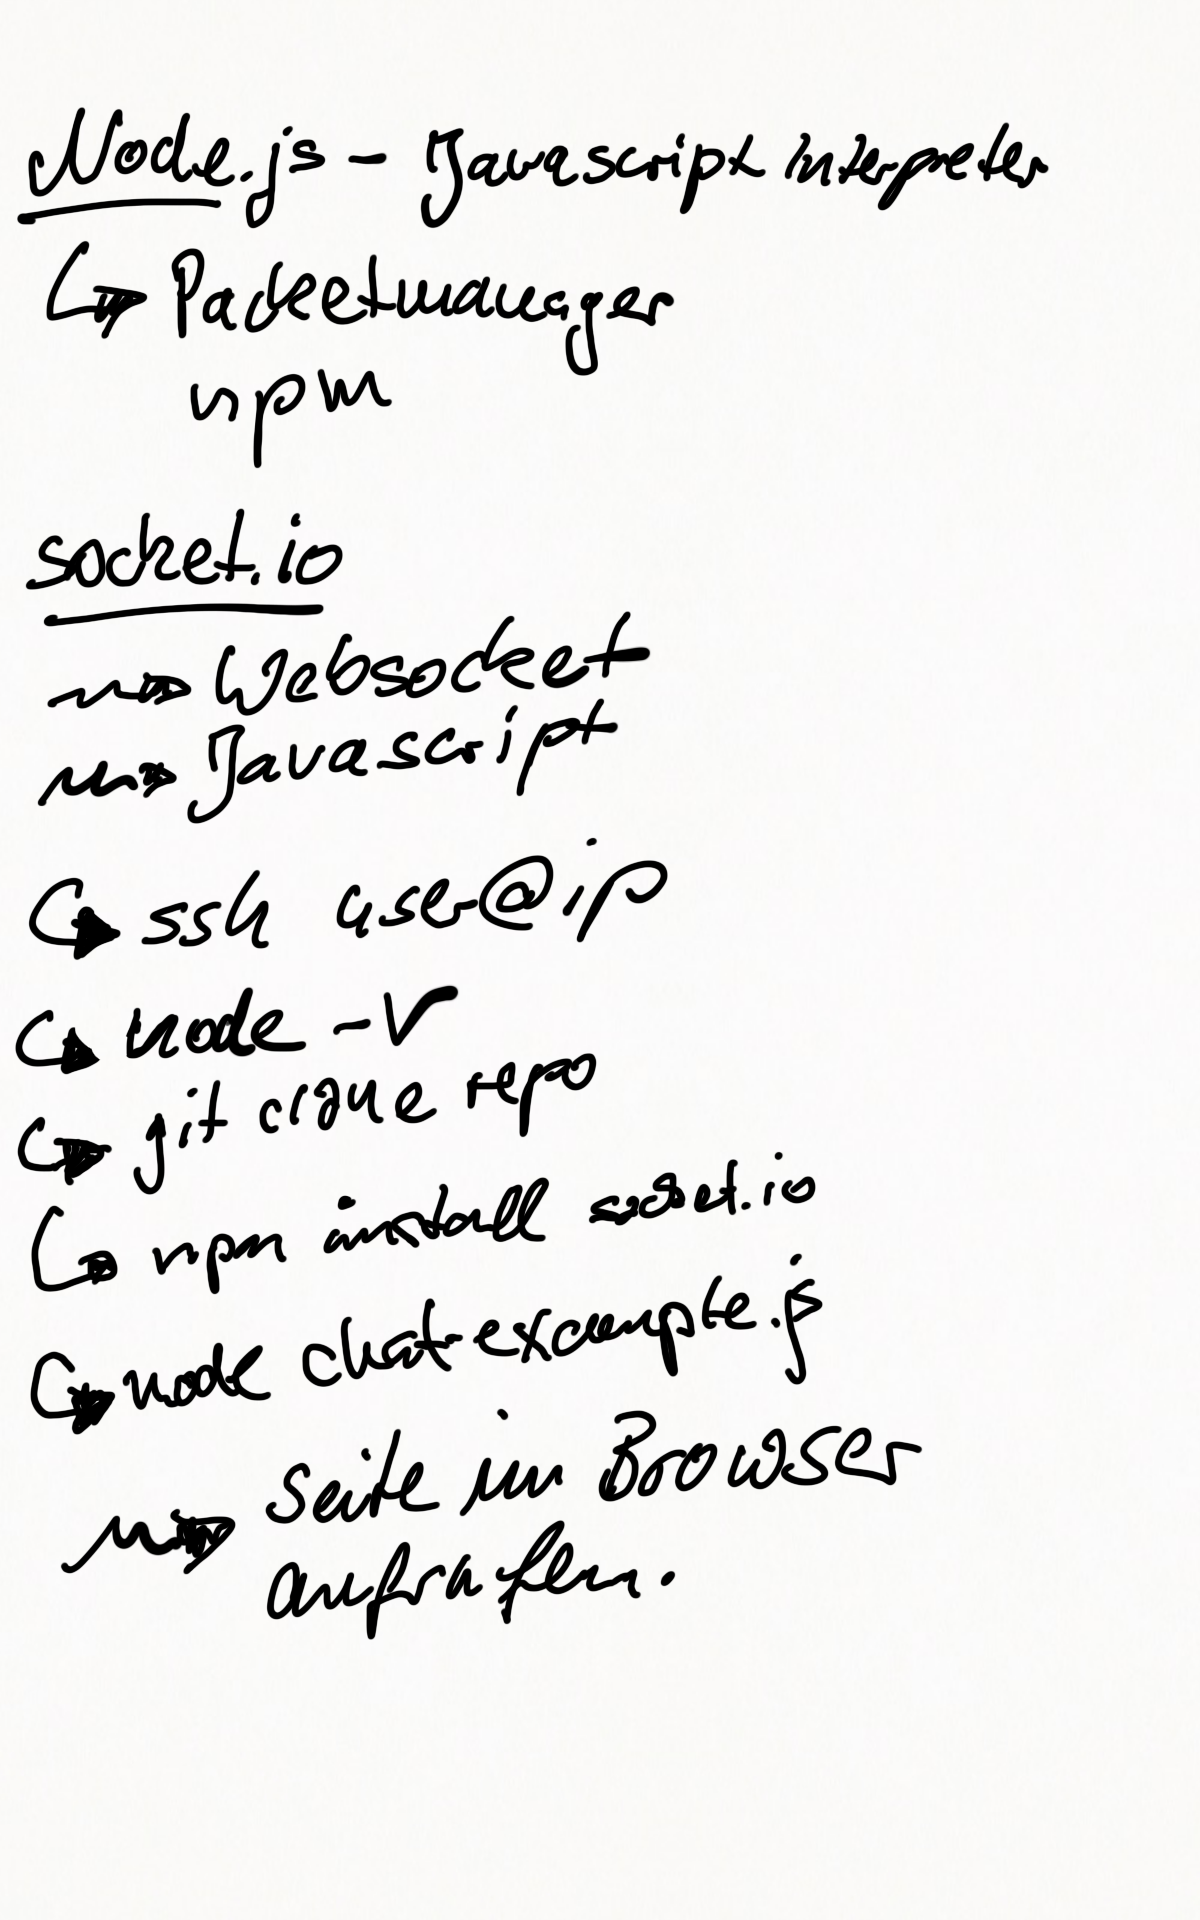 Node.js - Javascript interpreter
Packetmanager
npm
socket.io
Websocket
Javascript
ssh user@ip
node -v
git clone repo
npm install socket.io
node chat-example.js
Seite im Browser
aufrufen.